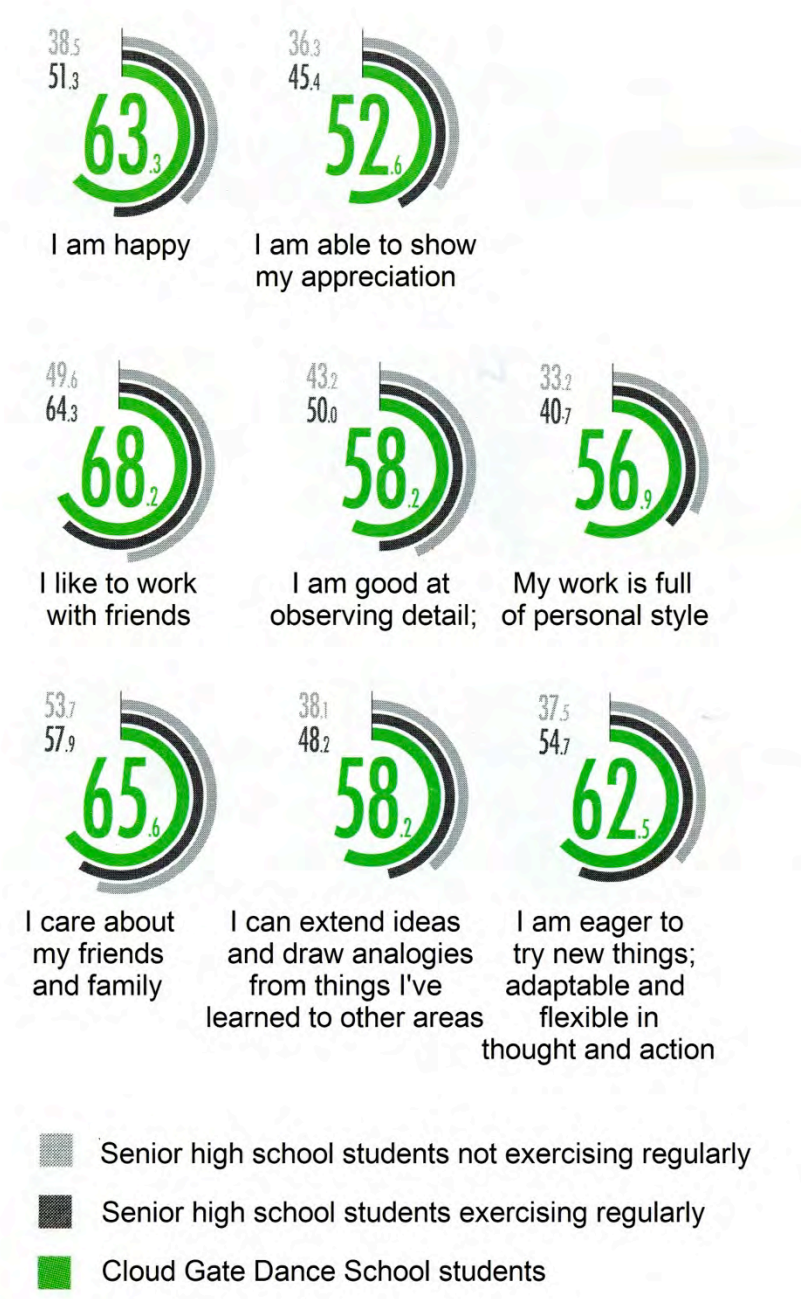 38.5
51.3
63.3
I am happy
36.3
45.4
52.6
I am able to show
my appreciation
49.6
64.3
68.2
I like to work
with friends
43.2
50.0
58.2
I am good at
observing detail;
33.2
40.7
56.9
My work is full
of personal style
53.7
57.9
65.6
I care about
my friends
and family
38.1
48.2
58.2
I can extend ideas
and draw analogies
from things I've
learned to other areas
37.5
54.7
62.5
I am eager to
try new things;
adaptable and
flexible in
thought and action
Senior high school students not exercising regularly
Senior high school students exercising regularly
Cloud Gate Dance School students